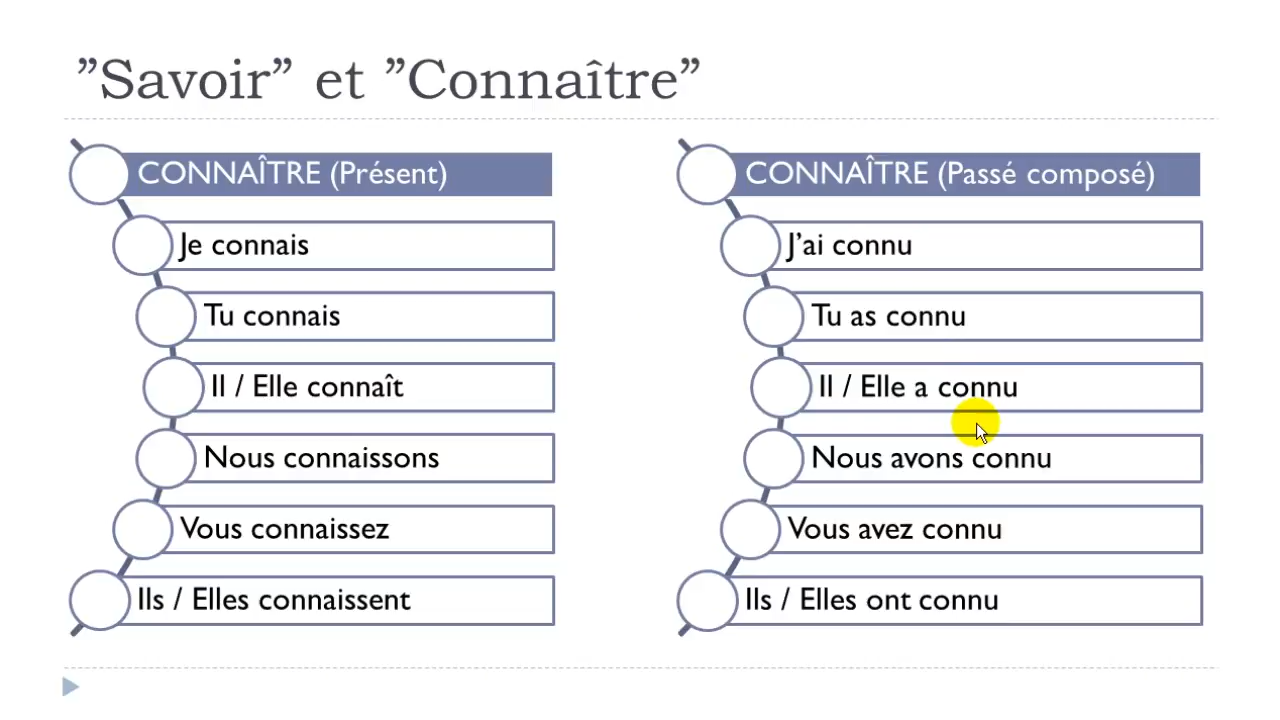 ”Savoir” et ”Connaître”
CONNAÎTRE (Présent)
Je connais
Tu connais
Il / Elle connaît
Nous connaissons
Vous connaissez
Ils / Elles connaissent
CONNAÎTRE (Passé composé)
J’ai connu
Tu as connu
Il / Elle a connu
Nous avons connu
Vous avez connu
Ils / Elles ont connu